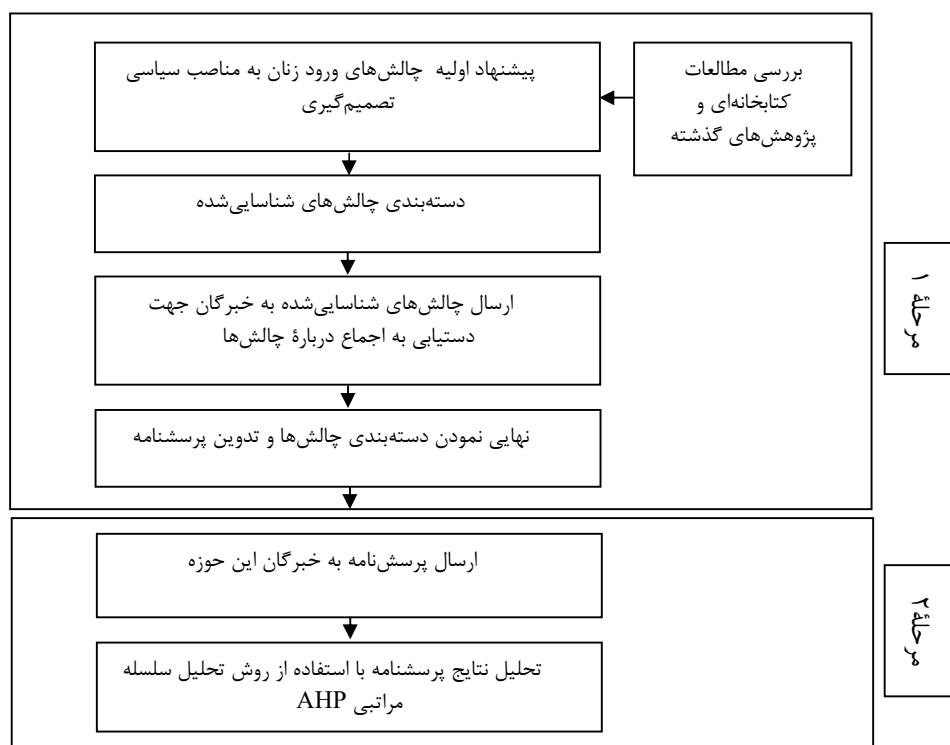 بررسی مطالعات
کتابخانه‌ای و
پژوهش‌های گذشته
پیشنهاد اولیه چالش‌های ورود زنان به مناصب سیاسی
تصمیم‌گیری
دسته‌بندی چالش‌های شناسایی‌شده
ارسال چالش‌های شناسایی‌شده به خبرگان جهت
دستیابی به اجماع دربارۀ چالش‌ها
نهایی نمودن دسته‌بندی چالش‌ها و تدوین پرسشنامه
مرحلۀ ۱
ارسال پرسش‌نامه به خبرگان این حوزه
تحلیل نتایج پرسشنامه با استفاده از روش تحلیل سلسله
مراتبی AHP
مرحلۀ ۲